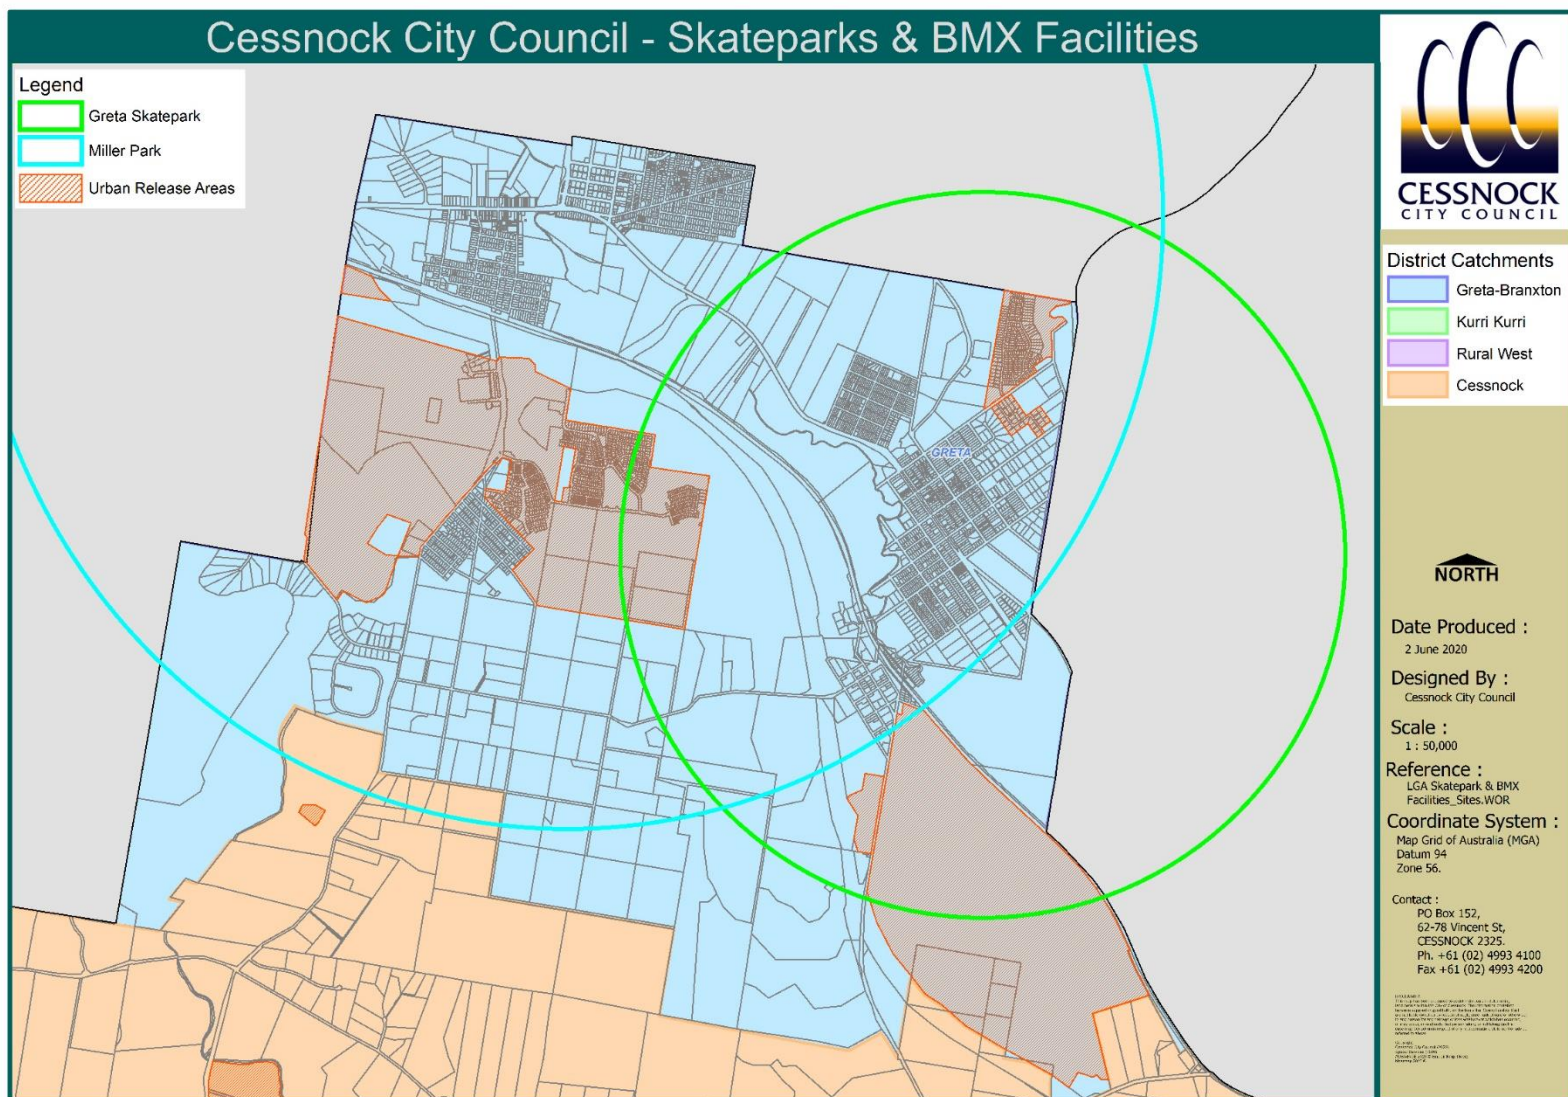 Cessnock City Council - Skateparks & BMX Facilities
Legend
Greta Skatepark
Miller Park
Urban Release Areas
GRETA
CESSNOCK
CITY COUNCIL
District Catchments
Greta-Branxton
Kurri Kurri
Rural West
Cessnock
NORTH
Date Produced :
2 June 2020
Designed By :
Cessnock City Council
Scale :
1 : 50,000
Reference :
LGA Skatepark & BMX
Facilities_Sites.WOR
Coordinate System :
Map Grid of Australia (MGA)
Datum 94
Zone 56.
Contact :
PO Box 152,
62-78 Vincent St,
CESSNOCK 2325.
Ph. +61 (02) 4993 4100
Fax +61 (02) 4993 4200